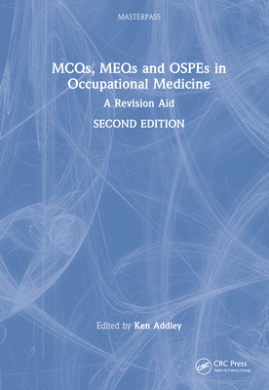 MASTERPASS
MCQs, MEQs and OSPEs in
Occupational Medicine
A Revision Aid
SECOND EDITION
Edited by Ken Addley
CRC Press
Taylor & Francis Group